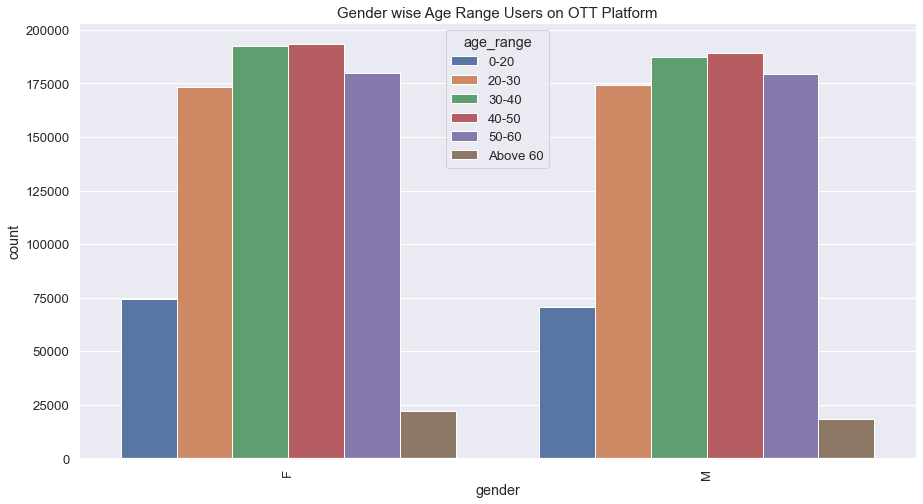 Gender wise Age Range Users on OTT Platform
200000
175000
150000
125000
100000
75000
50000
25000
0
count
age_range
0-20
20-30
30-40
40-50
50-60
Above 60
F
M
gender